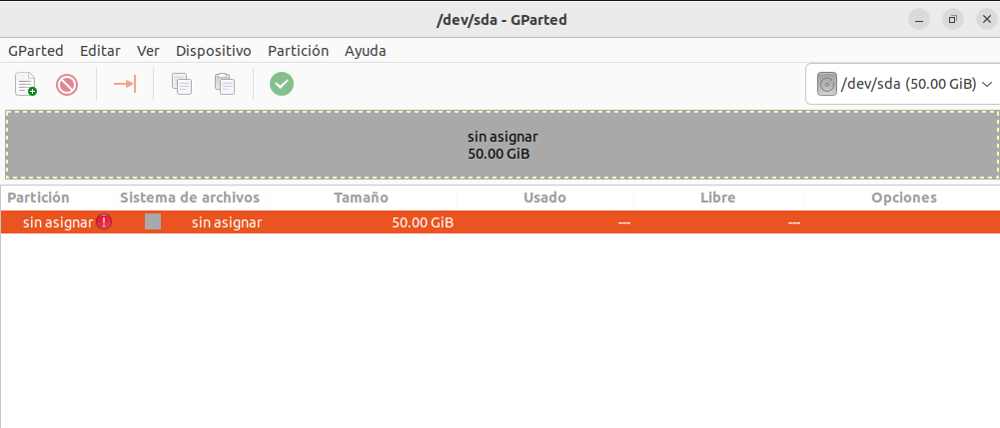 /dev/sda - GParted
GParted Editar Ver Dispositivo Partición Ayuda
/dev/sda (50.00 GiB)
sin asignar
50.00 GiB
Partición Sistema de archivos Tamaño Usado Libre Opciones
sin asignar sin asignar 50.00 GiB --- ---